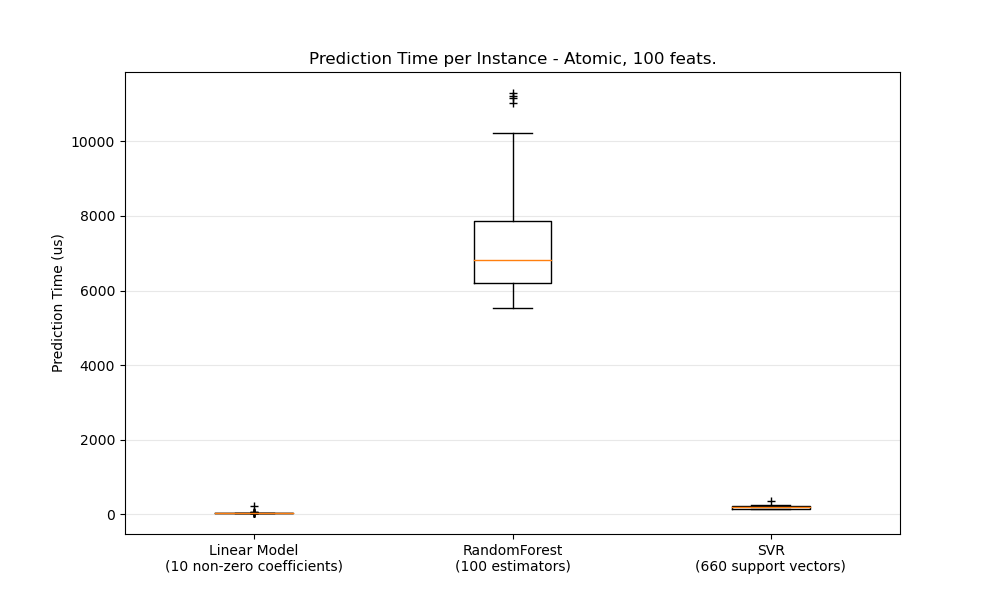 Prediction Time per Instance - Atomic, 100 feats.
Prediction Time (us)
10000
8000
6000
4000
2000
0
Linear Model
(10 non-zero coefficients)
RandomForest
(100 estimators)
SVR
(660 support vectors)